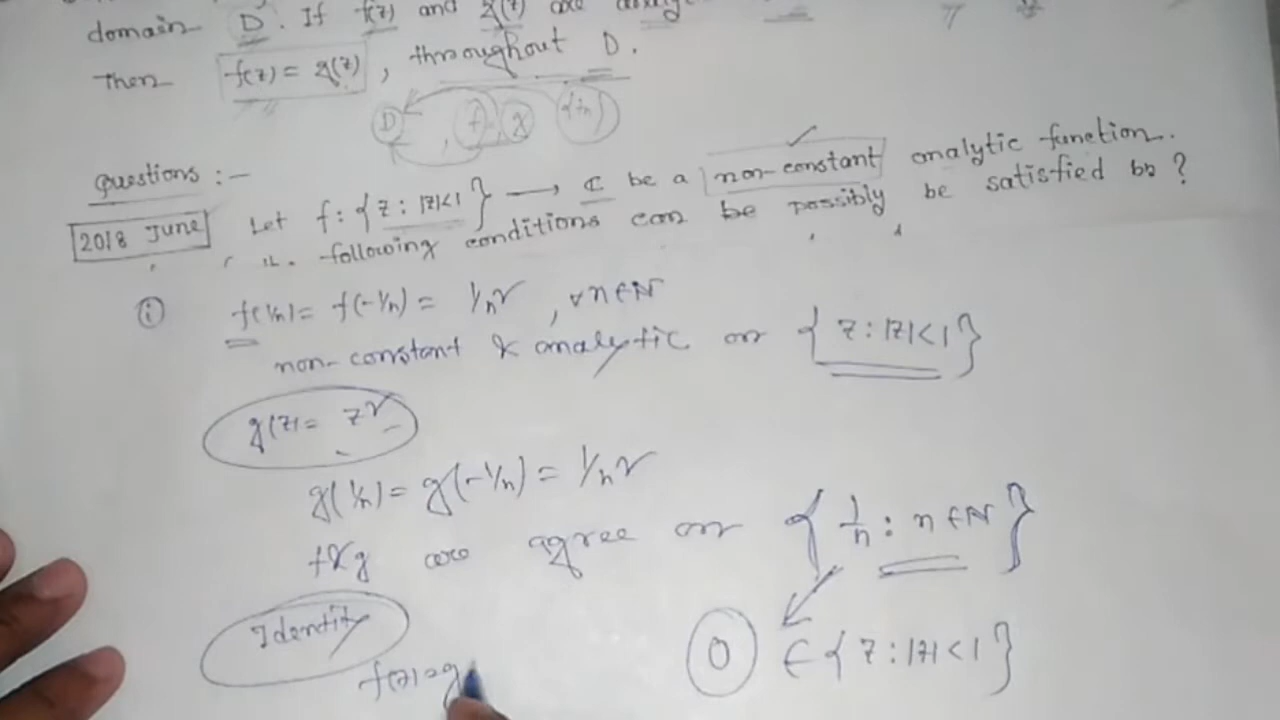 domain D. If f(z) and g(z) are
Then f(z) = g(z), throughout D.
D, f g {1/n}
Questions :-
2018 June Let f: {z : |z|<1} → ℂ be a non-constant analytic function.
following conditions can be possibly be satisfied by ?
(i) f(1/n) = f(-1/n) = 1/n², ∀n∈ℕ
non-constant & analytic on {z : |z|<1}
g(z) = z²
g(1/n) = g(-1/n) = 1/n²
f & g are agree on {1/n : n∈ℕ}
Identity 0 ∈ {z : |z|<1}
f(z) = g